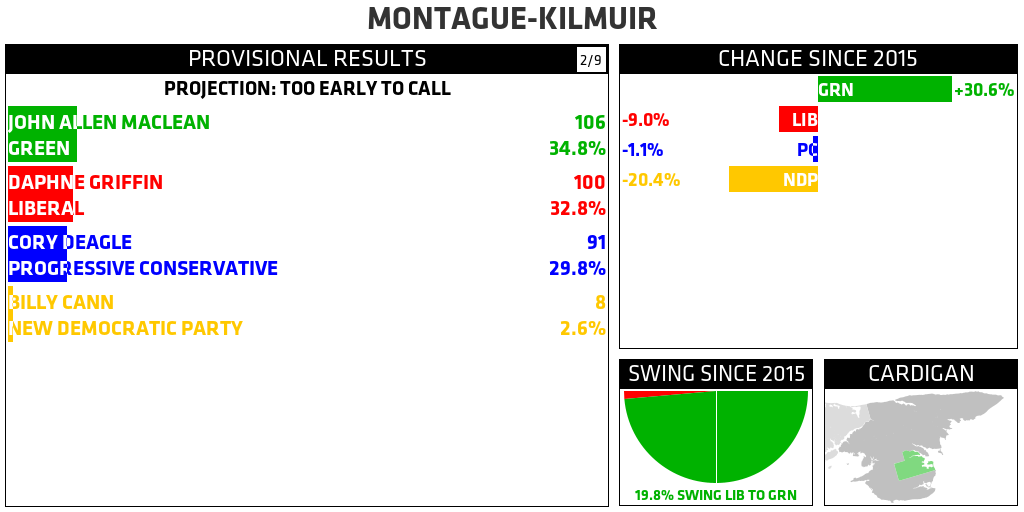 MONTAGUE-KILMUIR
PROVISIONAL RESULTS
2/9
PROJECTION: TOO EARLY TO CALL
JOHN ALLEN MACLEAN 106
GREEN 34.8%
DAPHNE GRIFFIN 100
LIBERAL 32.8%
CORY DEAGLE 91
PROGRESSIVE CONSERVATIVE 29.8%
BILLY CANN 8
NEW DEMOCRATIC PARTY 2.6%
CHANGE SINCE 2015
GRN +30.6%
-9.0% LIB
-1.1% PC
-20.4% NDP
SWING SINCE 2015
19.8% SWING LIB TO GRN
CARDIGAN